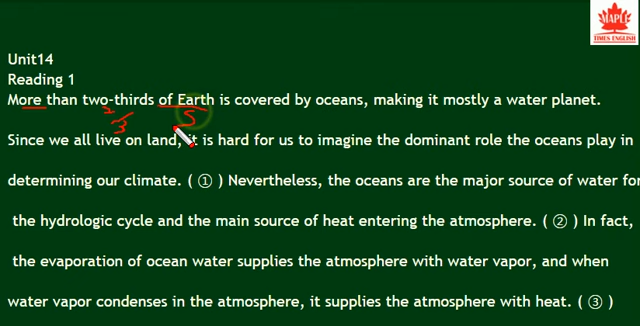 MAPLE
TIMES ENGLISH
Unit14
Reading 1
More than two-thirds of Earth is covered by oceans, making it mostly a water planet.
2/3 S
Since we all live on land, it is hard for us to imagine the dominant role the oceans play in
determining our climate. ( ① ) Nevertheless, the oceans are the major source of water for
the hydrologic cycle and the main source of heat entering the atmosphere. ( ② ) In fact,
the evaporation of ocean water supplies the atmosphere with water vapor, and when
water vapor condenses in the atmosphere, it supplies the atmosphere with heat. ( ③ )